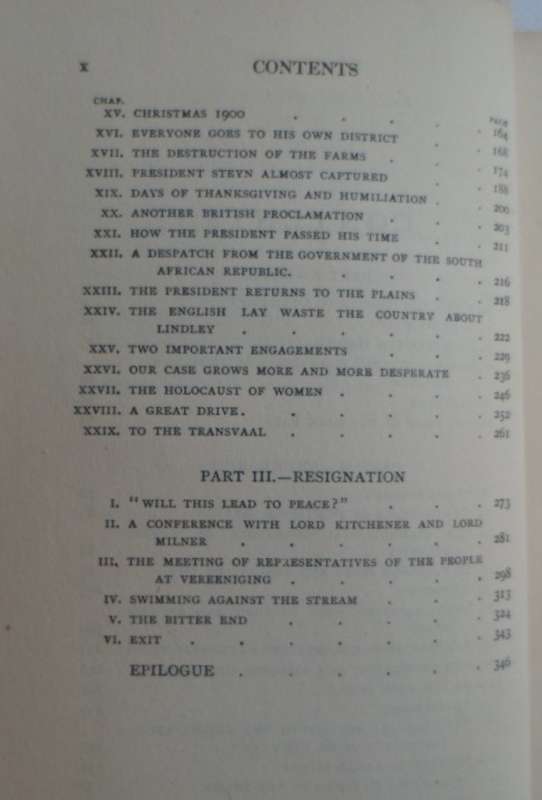 x CONTENTS
CHAP. PAGE
XV. CHRISTMAS 1900 . . . . 164
XVI. EVERYONE GOES TO HIS OWN DISTRICT . . 168
XVII. THE DESTRUCTION OF THE FARMS . . . 174
XVIII. PRESIDENT STEYN ALMOST CAPTURED . . 188
XIX. DAYS OF THANKSGIVING AND HUMILIATION . . 200
XX. ANOTHER BRITISH PROCLAMATION . . . 203
XXI. HOW THE PRESIDENT PASSED HIS TIME . . 211
XXII. A DESPATCH FROM THE GOVERNMENT OF THE SOUTH
AFRICAN REPUBLIC. . . . . 216
XXIII. THE PRESIDENT RETURNS TO THE PLAINS . . 218
XXIV. THE ENGLISH LAY WASTE THE COUNTRY ABOUT
LINDLEY . . . . . . 222
XXV. TWO IMPORTANT ENGAGEMENTS . . . 229
XXVI. OUR CASE GROWS MORE AND MORE DESPERATE . 236
XXVII. THE HOLOCAUST OF WOMEN . . . . 246
XXVIII. A GREAT DRIVE. . . . . . 252
XXIX. TO THE TRANSVAAL . . . . . 261
PART III.—RESIGNATION
I. "WILL THIS LEAD TO PEACE?" . . . 273
II. A CONFERENCE WITH LORD KITCHENER AND LORD
MILNER . . . . . . 281
III. THE MEETING OF REPRESENTATIVES OF THE PEOPLE
AT VEREENIGING . . . . . 298
IV. SWIMMING AGAINST THE STREAM . . . 313
V. THE BITTER END . . . . . 324
VI. EXIT . . . . . . . 343
EPILOGUE . . . . . 346